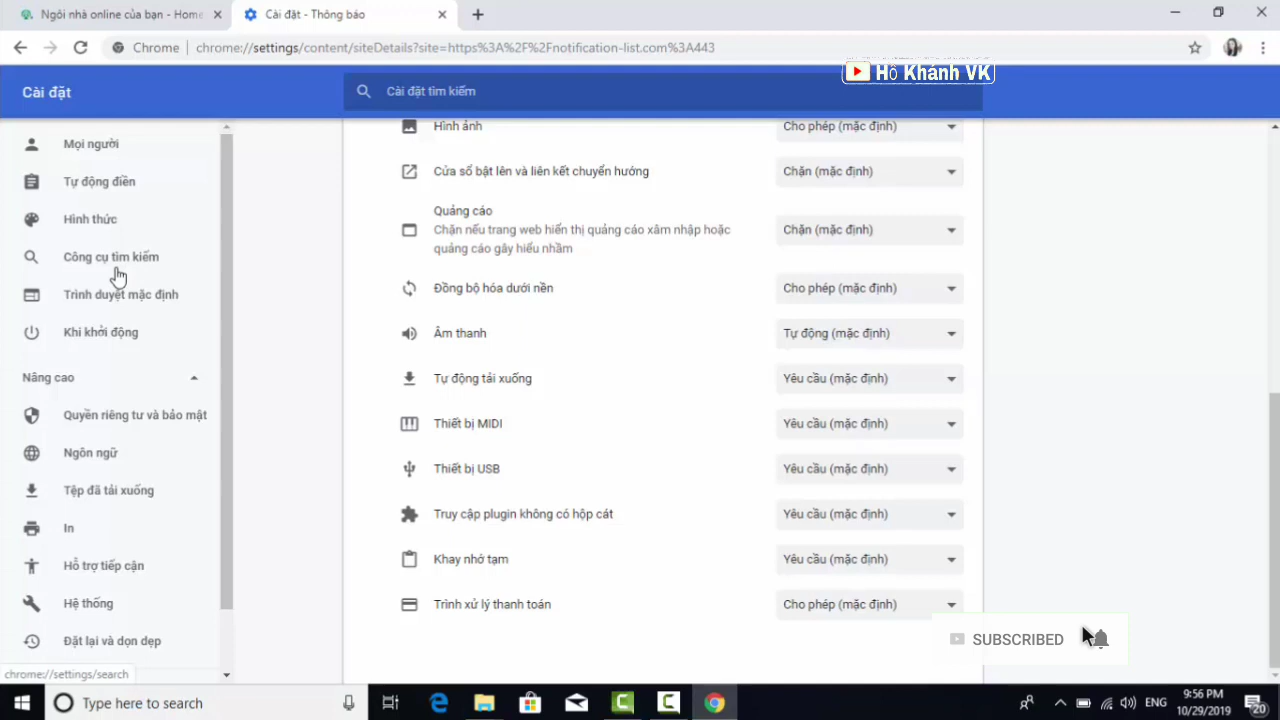 Ngôi nhà online của bạn - Home
Cài đặt - Thông báo
Chrome
chrome://settings/content/siteDetails?site=https%3A%2F%2Fnotification-list.com%3A443
Hồ Khánh VK
Cài đặt
Cài đặt tìm kiếm
Mọi người
Tự động điền
Hình thức
Công cụ tìm kiếm
Trình duyệt mặc định
Khi khởi động
Nâng cao
Quyền riêng tư và bảo mật
Ngôn ngữ
Tệp đã tải xuống
In
Hỗ trợ tiếp cận
Hệ thống
Đặt lại và dọn dẹp
chrome://settings/search
Hình ảnh
Cho phép (mặc định)
Cửa sổ bật lên và liên kết chuyển hướng
Chặn (mặc định)
Quảng cáo
Chặn nếu trang web hiển thị quảng cáo xâm nhập hoặc
quảng cáo gây hiểu nhầm
Chặn (mặc định)
Đồng bộ hóa dưới nền
Cho phép (mặc định)
Âm thanh
Tự động (mặc định)
Tự động tải xuống
Yêu cầu (mặc định)
Thiết bị MIDI
Yêu cầu (mặc định)
Thiết bị USB
Yêu cầu (mặc định)
Truy cập plugin không có hộp cát
Yêu cầu (mặc định)
Khay nhớ tạm
Yêu cầu (mặc định)
Trình xử lý thanh toán
Cho phép (mặc định)
SUBSCRIBED
Type here to search
ENG
9:56 PM
10/29/2019
20